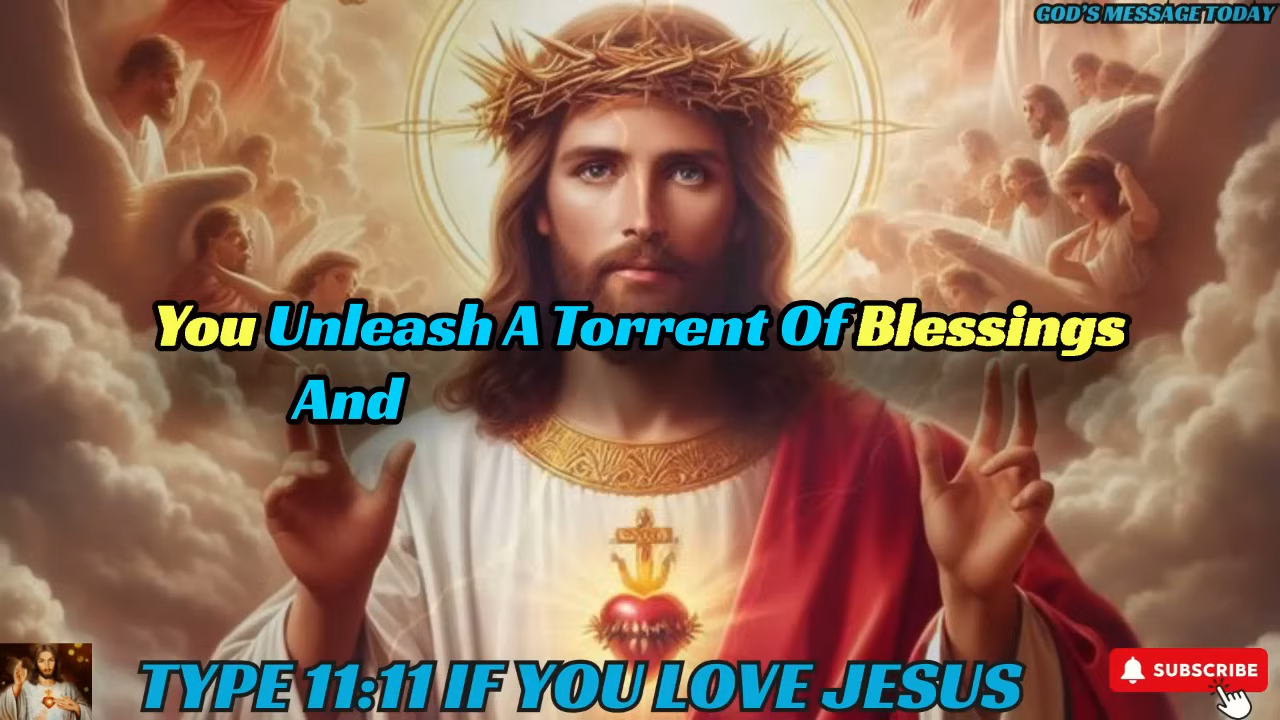 GOD'S MESSAGE TODAY
You Unleash A Torrent Of Blessings
And
TYPE 11:11 IF YOU LOVE JESUS
SUBSCRIBE